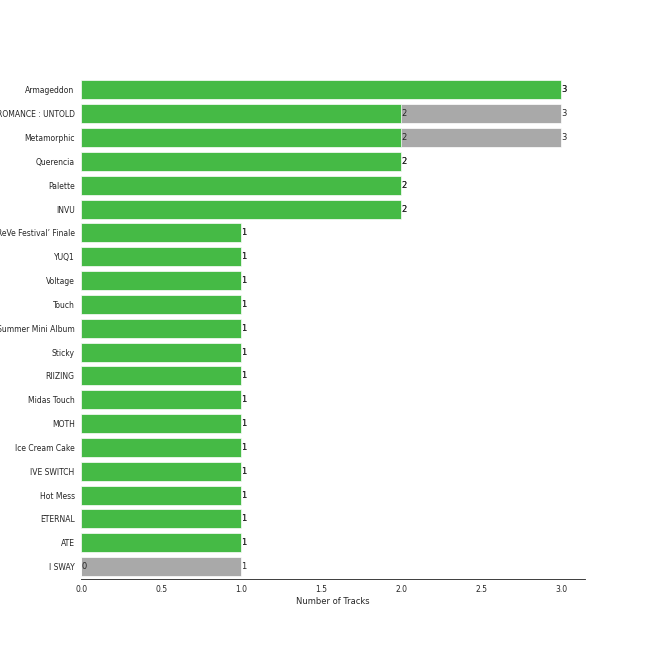 Armageddon 3
ROMANCE : UNTOLD 2 3
Metamorphic 2 3
Querencia 2
Palette 2
INVU 2
ReVe Festival' Finale 1
YUQ1 1
Voltage 1
Touch 1
Summer Mini Album 1
Sticky 1
RIIZING 1
Midas Touch 1
MOTH 1
Ice Cream Cake 1
IVE SWITCH 1
Hot Mess 1
ETERNAL 1
ATE 1
I SWAY 0 1
0.0 0.5 1.0 1.5 2.0 2.5 3.0
Number of Tracks